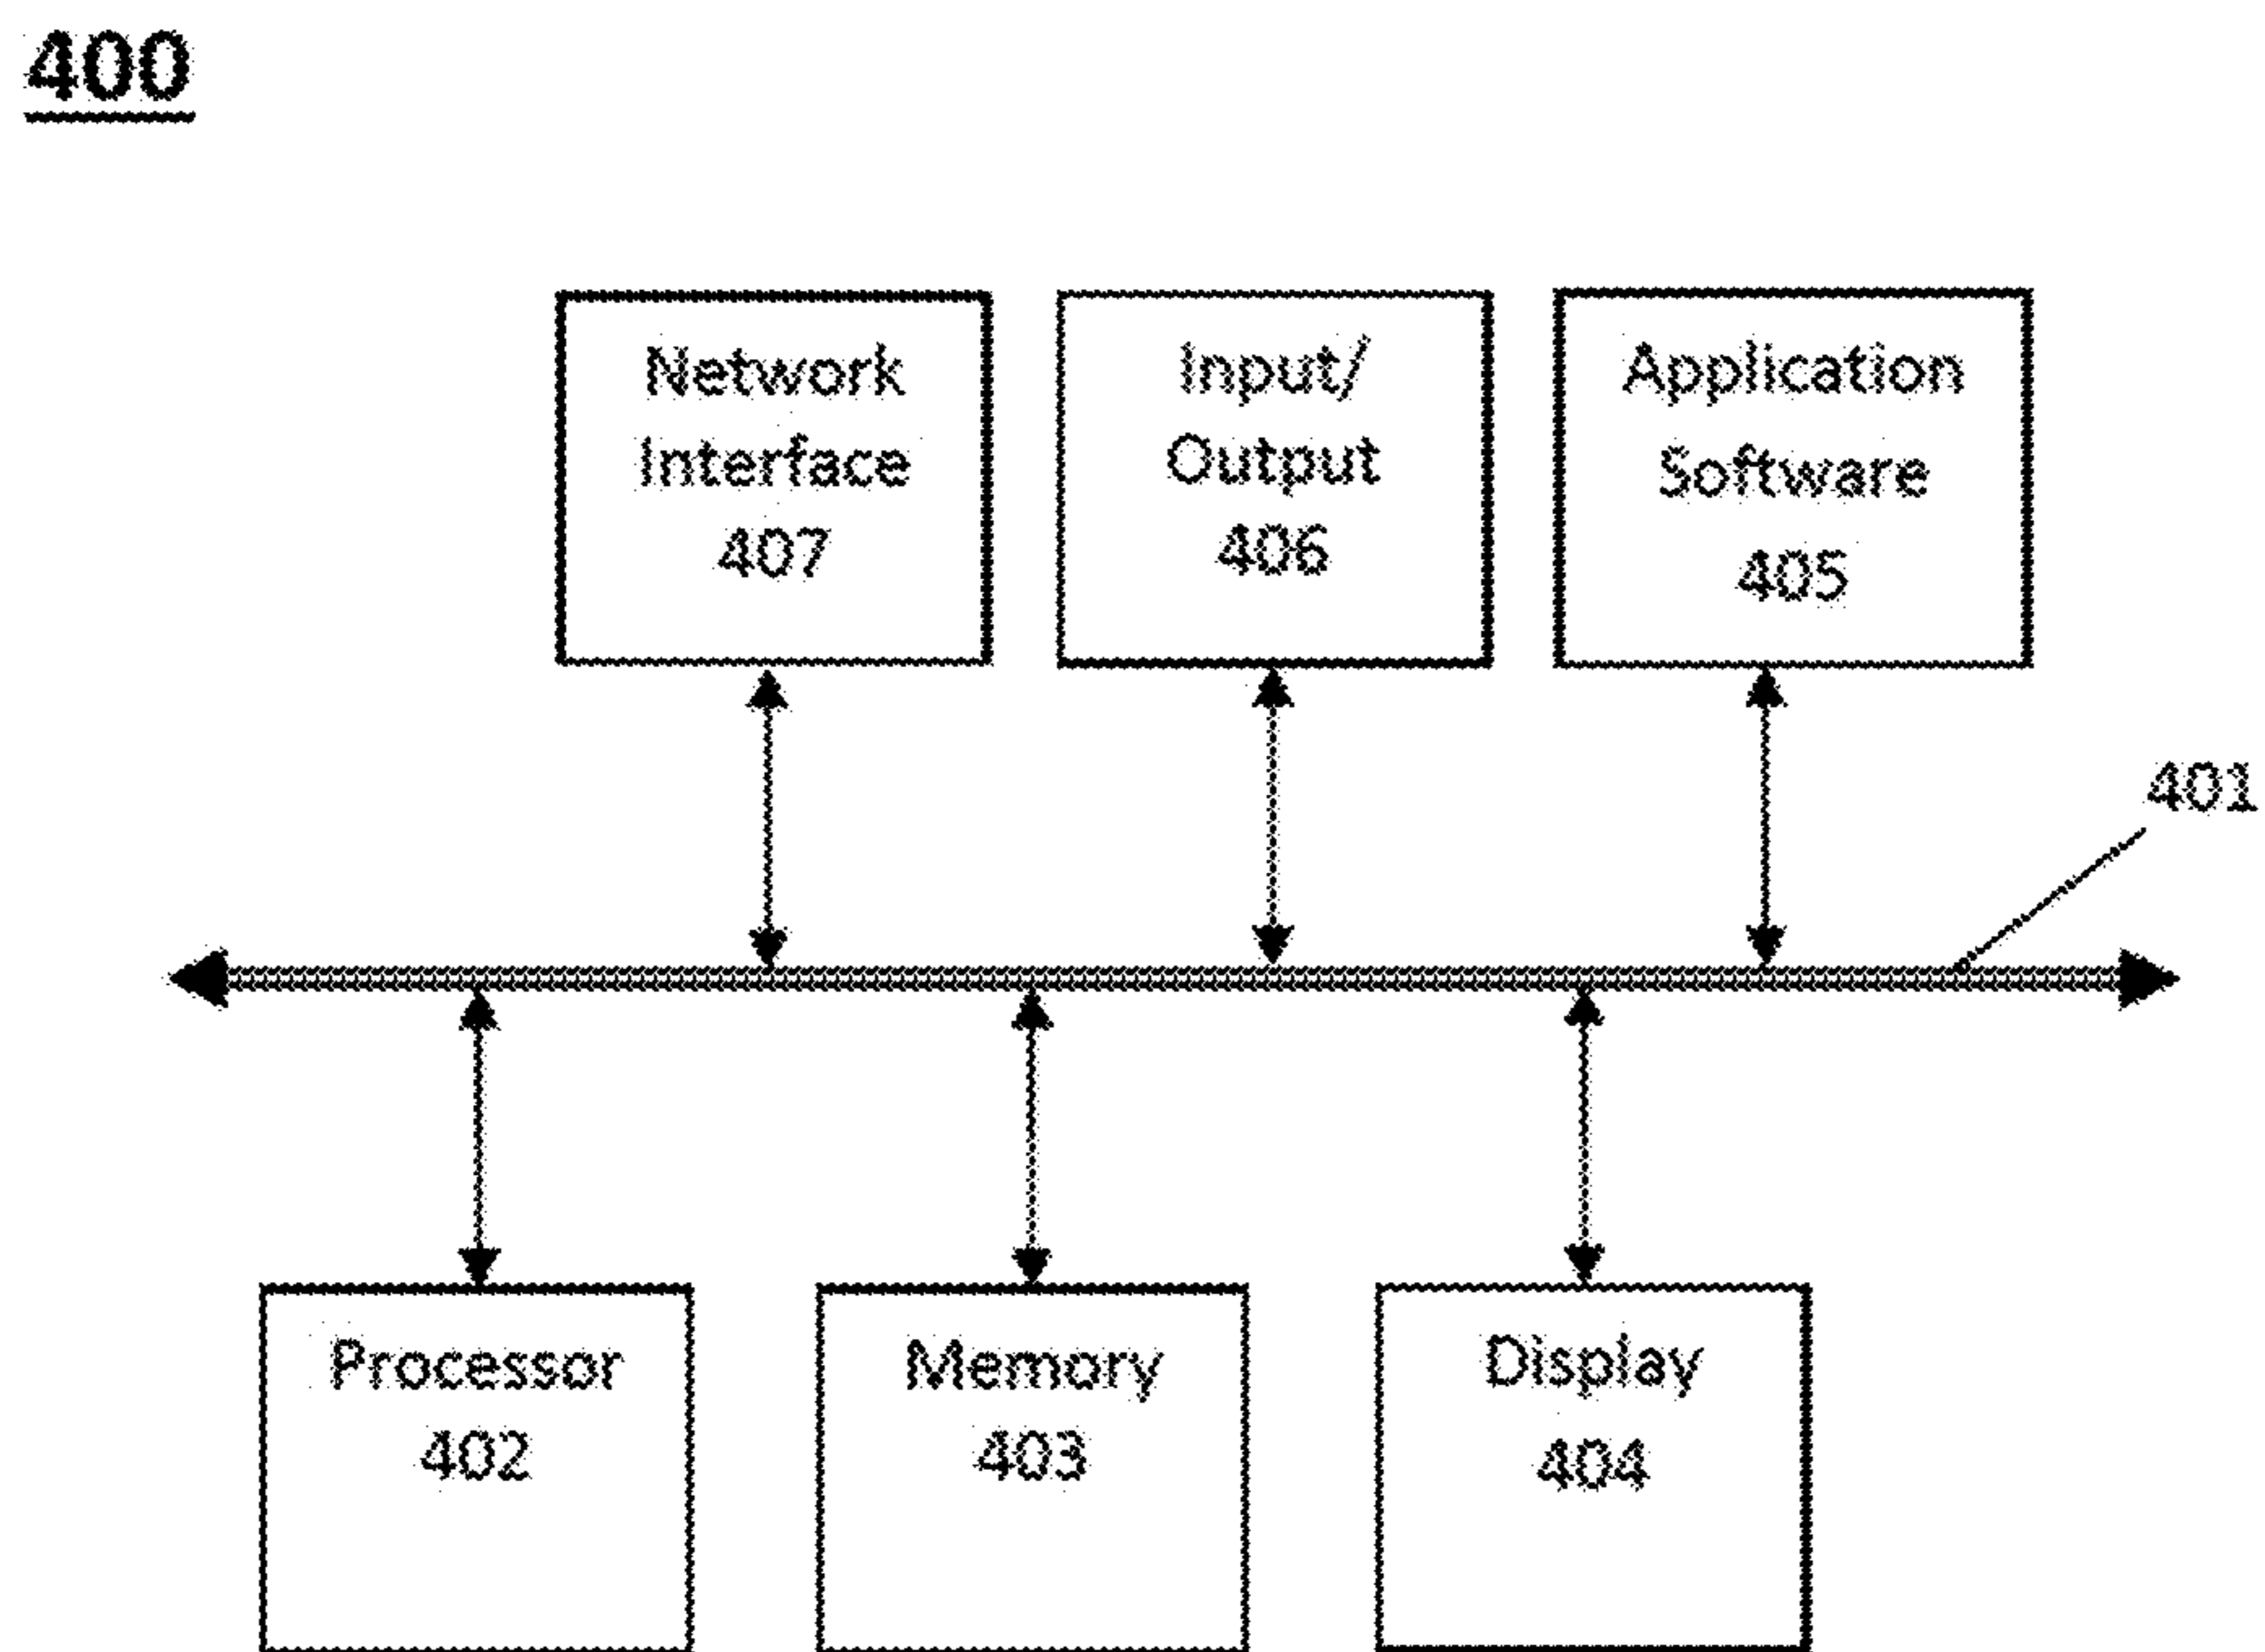 400
Network
Interface
407
Input/
Output
406
Application
Software
405
401
Processor
402
Memory
403
Display
404